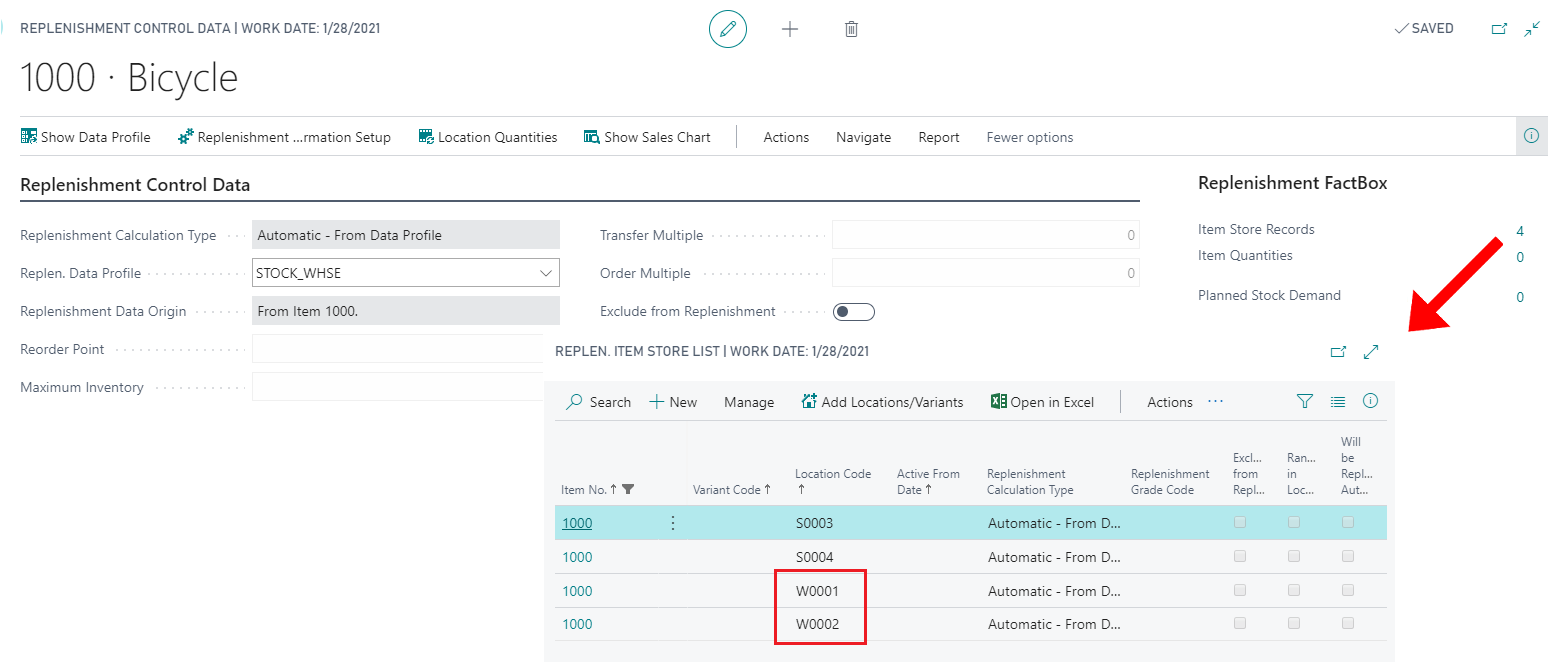 REPLENISHMENT CONTROL DATA | WORK DATE: 1/28/2021
SAVED
1000 · Bicycle
Show Data Profile
Replenishment ...rmation Setup
Location Quantities
Show Sales Chart
Actions
Navigate
Report
Fewer options
Replenishment Control Data
Replenishment Calculation Type
Automatic - From Data Profile
Replen. Data Profile
STOCK_WHSE
Replenishment Data Origin
From Item 1000.
Reorder Point
Maximum Inventory
Transfer Multiple
0
Order Multiple
0
Exclude from Replenishment
Replenishment FactBox
Item Store Records 4
Item Quantities 0
Planned Stock Demand 0
REPLEN. ITEM STORE LIST | WORK DATE: 1/28/2021
Search
New
Manage
Add Locations/Variants
Open in Excel
Actions
···
Item No. ↑
Variant Code ↑
Location Code
↑
Active From
Date ↑
Replenishment
Calculation Type
Replenishment
Grade Code
Excl...
from
Repl...
Ran...
in
Loc...
Will
be
Repl...
Aut...
1000 S0003 Automatic - From D...
1000 S0004 Automatic - From D...
1000 W0001 Automatic - From D...
1000 W0002 Automatic - From D...